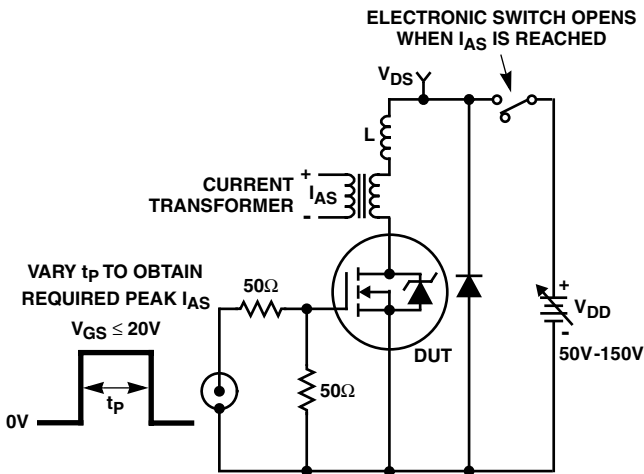 ELECTRONIC SWITCH OPENS
WHEN IAS IS REACHED
VDS
L
+
CURRENT
TRANSFORMER
IAS
-
VARY tP TO OBTAIN
REQUIRED PEAK IAS
50Ω
VGS ≤ 20V
DUT
+
VDD
-
50V-150V
50Ω
0V
tP